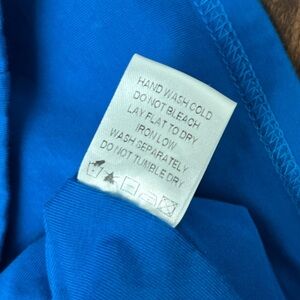 HAND WASH COLD
DO NOT BLEACH
LAY FLAT TO DRY
IRON LOW
WASH SEPARATELY
DO NOT TUMBLE DRY